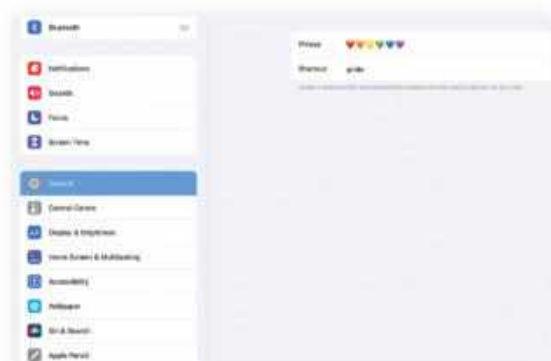 Bluetooth
Notifications
Sounds
Focus
Screen Time
General
Control Centre
Display & Brightness
Home Screen & Multitasking
Accessibility
Wallpaper
Siri & Search
Apple Pencil
Phrase ❤️🧡💛💚💙💜
Shortcut pride